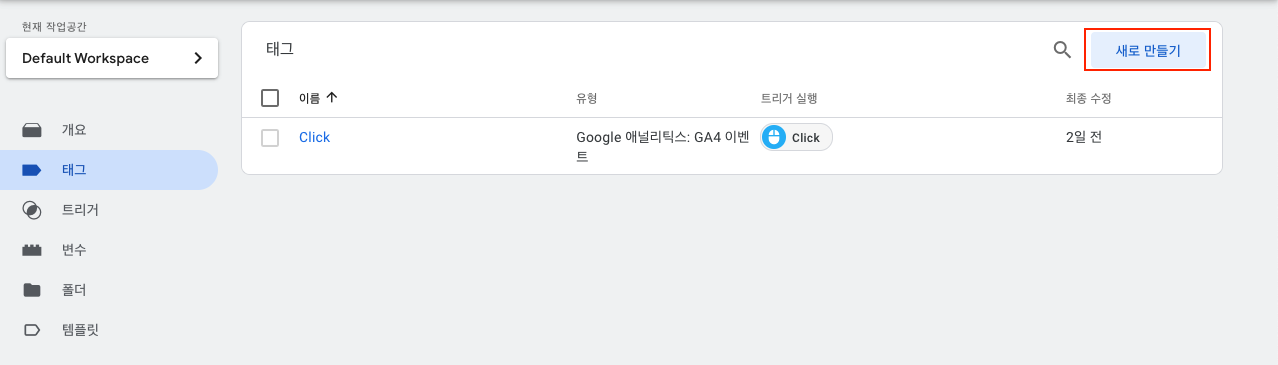 현재 작업공간
Default Workspace
개요
태그
트리거
변수
폴더
템플릿
태그
새로 만들기
이름 유형 트리거 실행 최종 수정
Click Google 애널리틱스: GA4 이벤 Click 2일 전
트